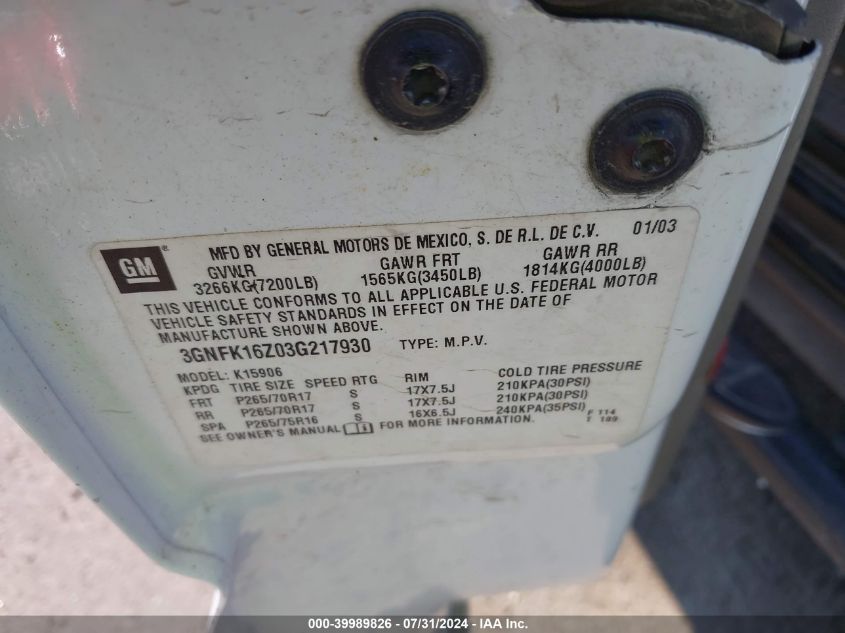 GM
MFD BY GENERAL MOTORS DE MEXICO, S. DE R.L. DE C.V. 01/03
GVWLR GAWR FRT GAWR RR
3266KG(7200LB) 1565KG(3450LB) 1814KG(4000LB)
THIS VEHICLE CONFORMS TO ALL APPLICABLE U.S. FEDERAL MOTOR
VEHICLE SAFETY STANDARDS IN EFFECT ON THE DATE OF
MANUFACTURE SHOWN ABOVE.
3GNFK16Z03G217930 TYPE: M.P.V.
MODEL: K15906
KPDG TIRE SIZE SPEED RTG RIM COLD TIRE PRESSURE
FRT P265/70R17 S 17X7.5J 210KPA(30PSI)
RR P265/70R17 S 17X7.5J 210KPA(30PSI)
SPA P265/75R16 S 16X6.5J 240KPA(35PSI)
SEE OWNER'S MANUAL FOR MORE INFORMATION.
F 114
T 189
000-39989826 / 07/31/2024 - IAA Inc.